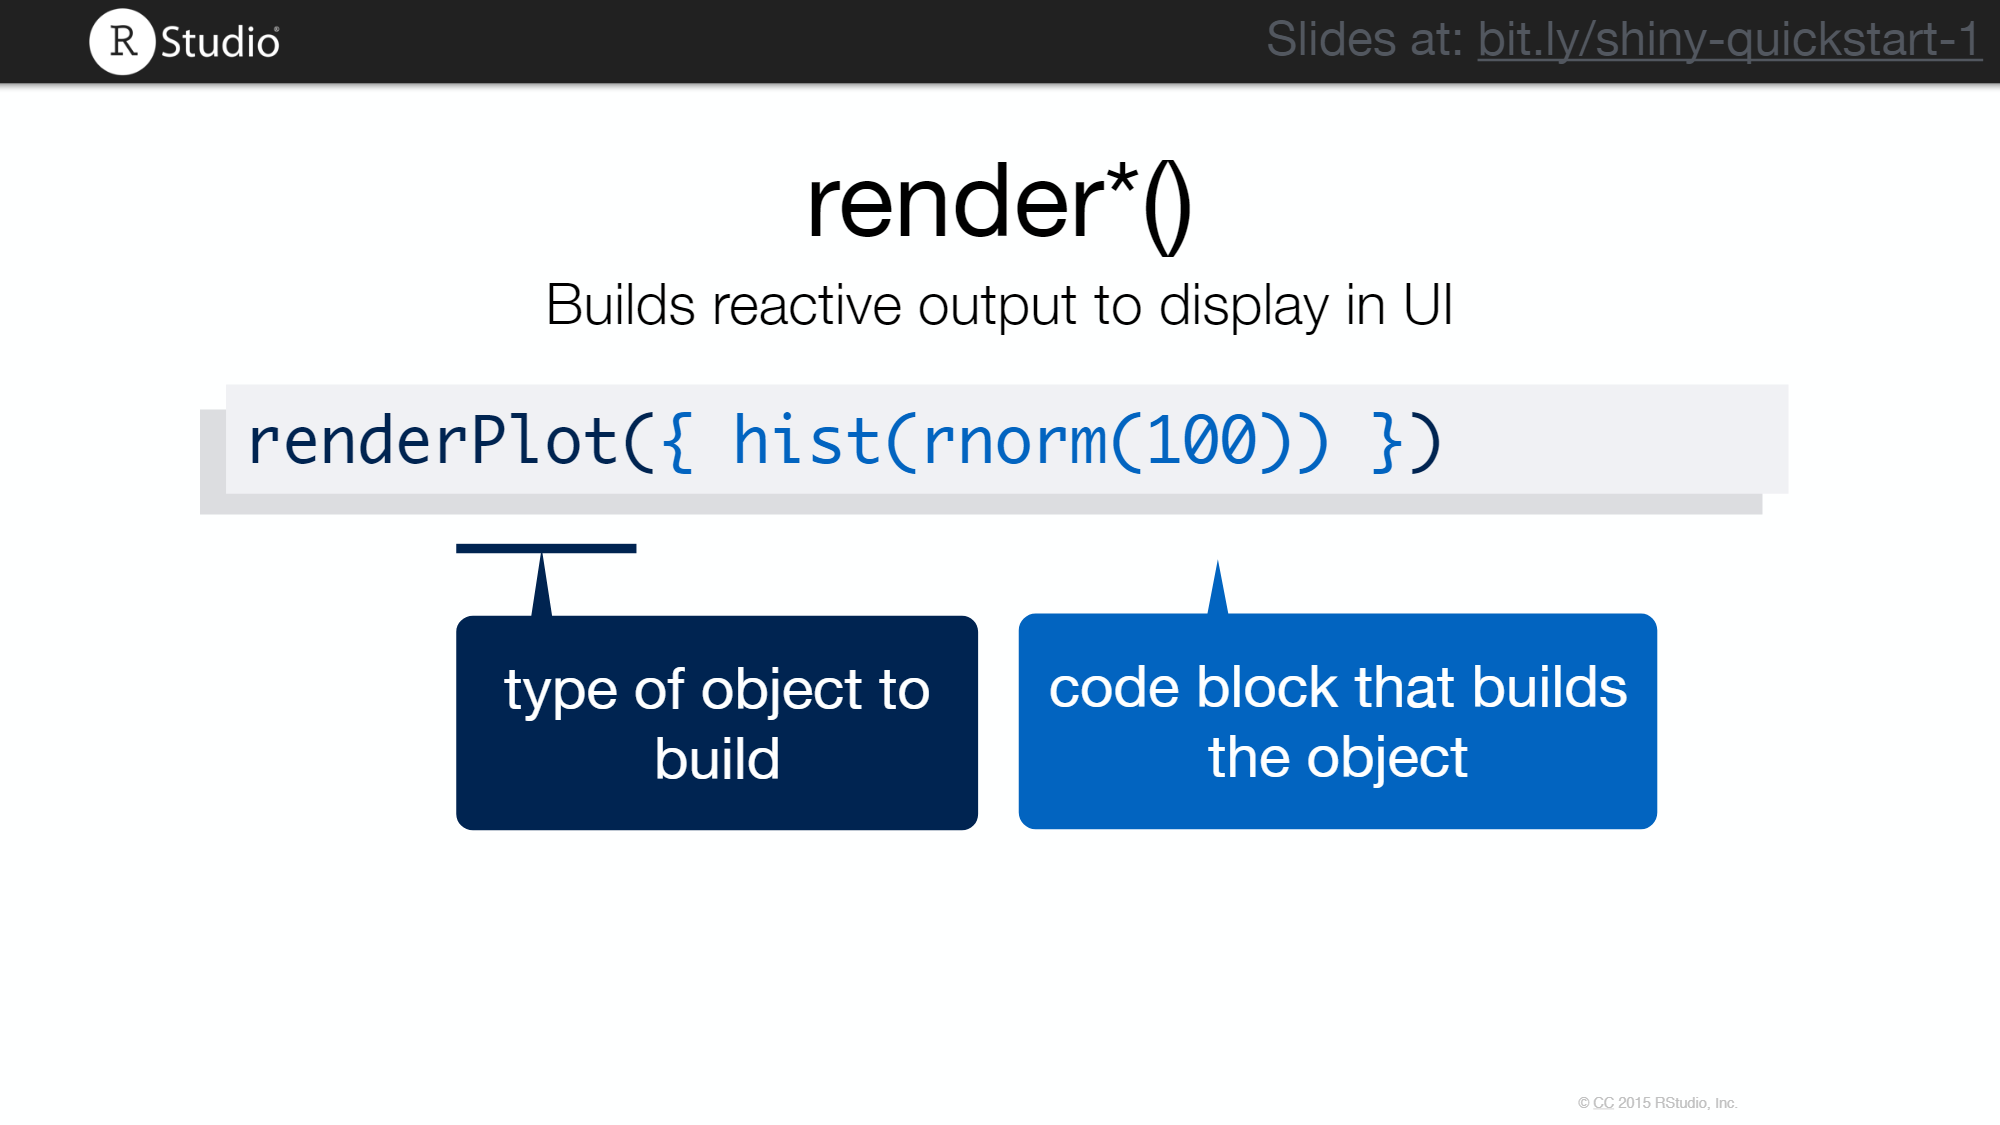 R Studio®
Slides at: bit.ly/shiny-quickstart-1
render*()
Builds reactive output to display in UI
renderPlot({ hist(rnorm(100)) })
type of object to
build
code block that builds
the object
© CC 2015 RStudio, Inc.